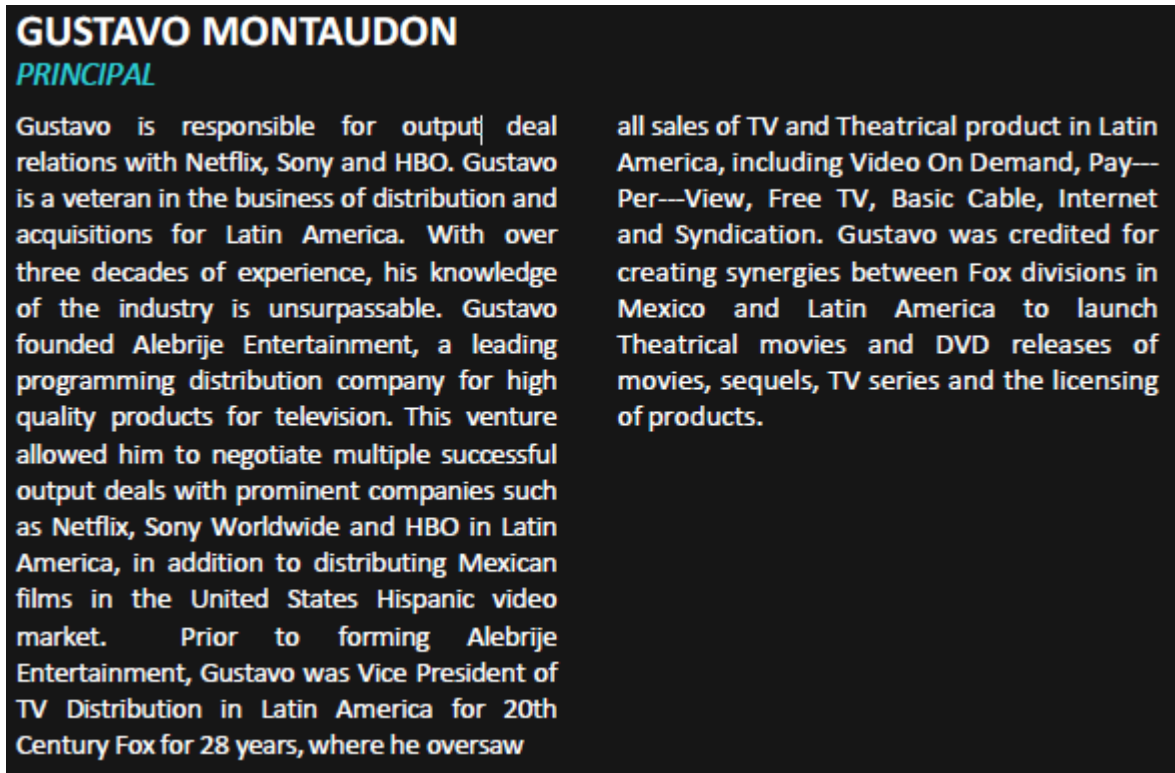 GUSTAVO MONTAUDON
PRINCIPAL
Gustavo is responsible for output deal
relations with Netflix, Sony and HBO. Gustavo
is a veteran in the business of distribution and
acquisitions for Latin America. With over
three decades of experience, his knowledge
of the industry is unsurpassable. Gustavo
founded Alebrije Entertainment, a leading
programming distribution company for high
quality products for television. This venture
allowed him to negotiate multiple successful
output deals with prominent companies such
as Netflix, Sony Worldwide and HBO in Latin
America, in addition to distributing Mexican
films in the United States Hispanic video
market. Prior to forming Alebrije
Entertainment, Gustavo was Vice President of
TV Distribution in Latin America for 20th
Century Fox for 28 years, where he oversaw
all sales of TV and Theatrical product in Latin
America, including Video On Demand, Pay---
Per---View, Free TV, Basic Cable, Internet
and Syndication. Gustavo was credited for
creating synergies between Fox divisions in
Mexico and Latin America to launch
Theatrical movies and DVD releases of
movies, sequels, TV series and the licensing
of products.